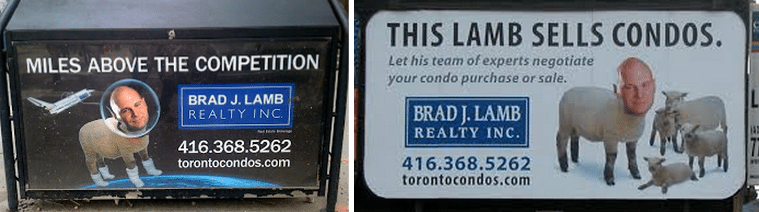 MILES ABOVE THE COMPETITION
BRAD J. LAMB
REALTY INC.
416.368.5262
torontocondos.com
THIS LAMB SELLS CONDOS.
Let his team of experts negotiate
your condo purchase or sale.
BRAD J. LAMB
REALTY INC.
416.368.5262
torontocondos.com